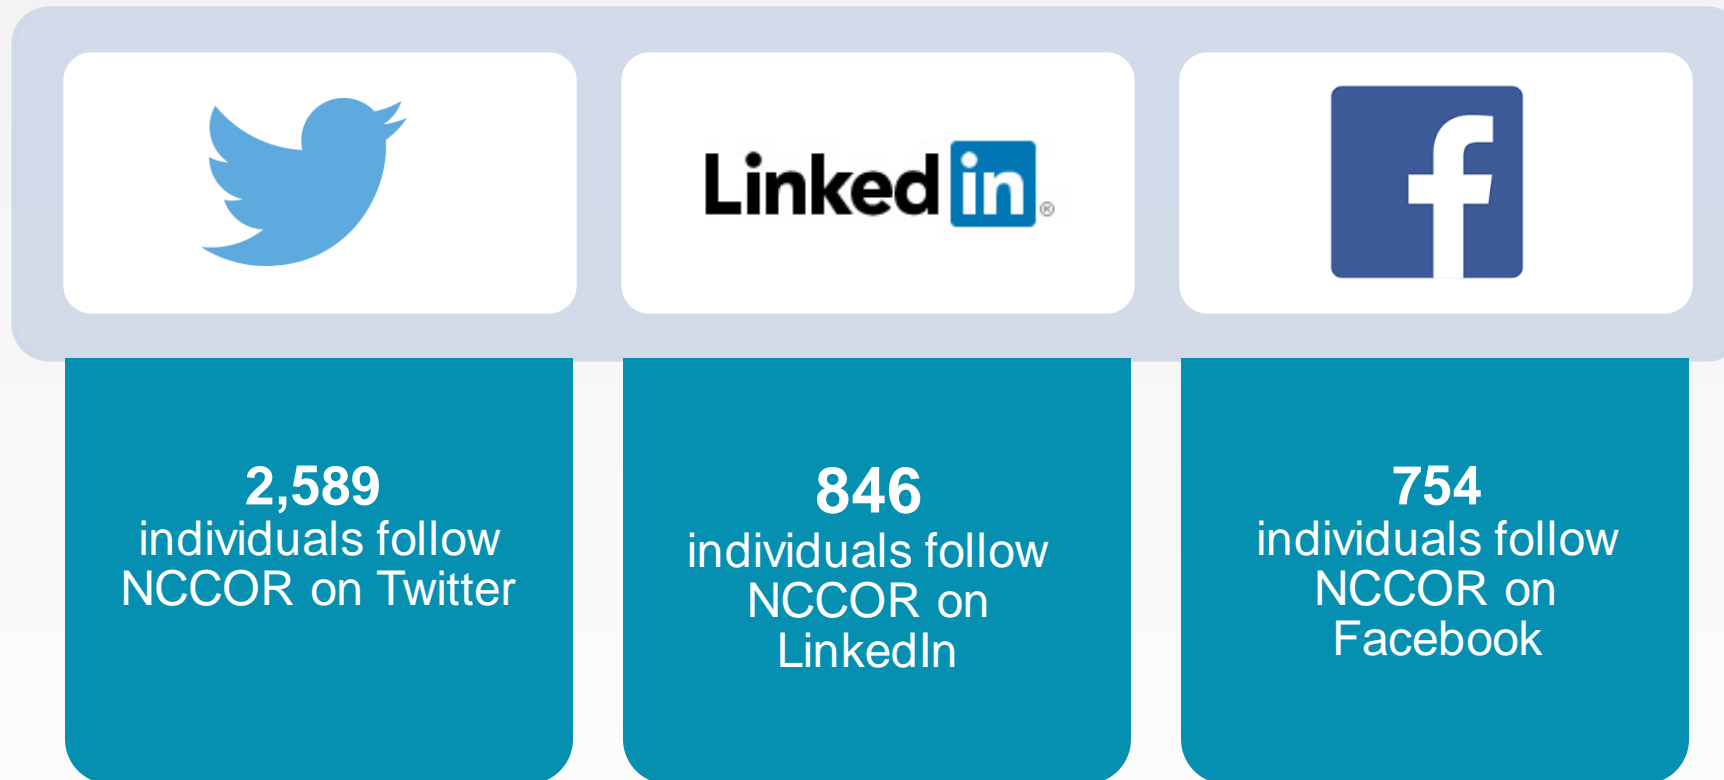 Linked in ®
f
2,589
individuals follow
NCCOR on Twitter
846
individuals follow
NCCOR on
LinkedIn
754
individuals follow
NCCOR on
Facebook